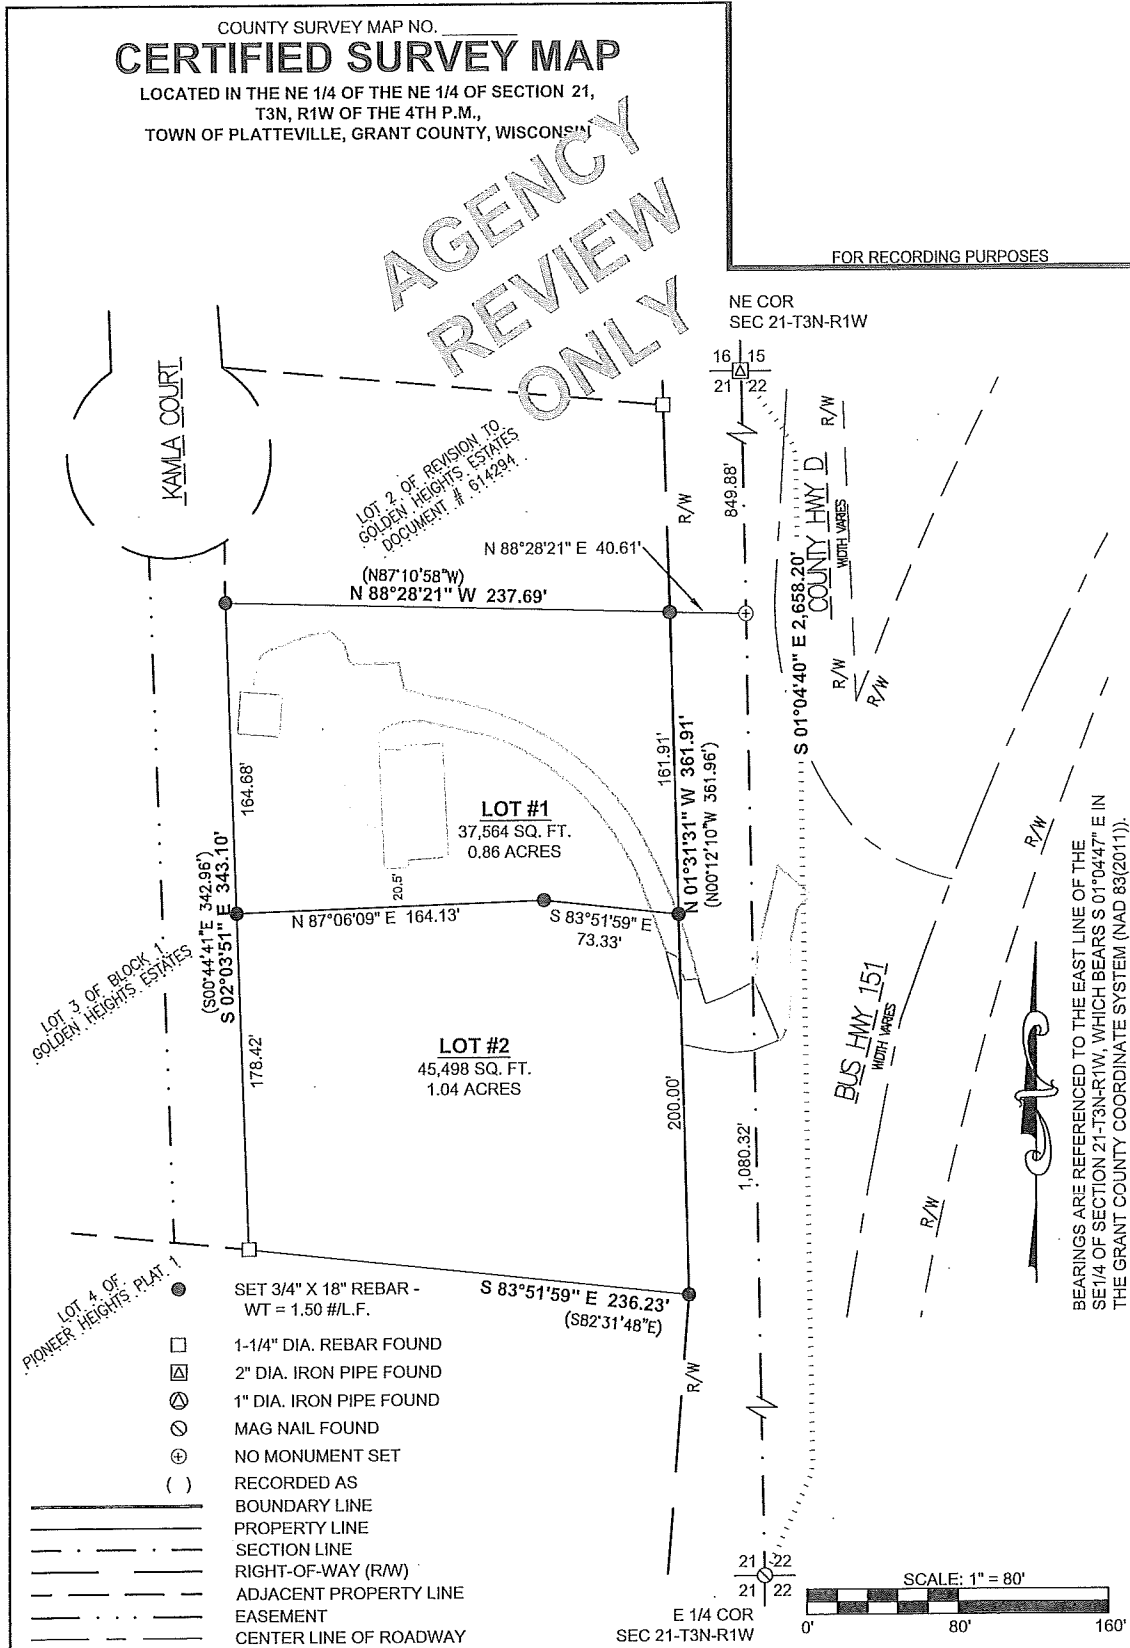 COUNTY SURVEY MAP NO.
CERTIFIED SURVEY MAP
LOCATED IN THE NE 1/4 OF THE NE 1/4 OF SECTION 21,
T3N, R1W OF THE 4TH P.M.,
TOWN OF PLATTEVILLE, GRANT COUNTY, WISCONSIN
AGENCY
REVIEW
ONLY
FOR RECORDING PURPOSES
NE COR
SEC 21-T3N-R1W
16 15
21 22
KAMLA COURT
LOT 2 OF REVISION TO
GOLDEN HEIGHTS ESTATES
DOCUMENT # 614294
R/W
849.88'
R/W
COUNTY HWY D
WIDTH VARIES
S 01°04'40" E 2,658.20'
N 88°28'21" E 40.61'
(N87°10'58"W)
N 88°28'21" W 237.69'
R/W
R/W
164.68'
161.91'
N 01°31'31" W 361.91'
(N00°12'10"W 361.96')
LOT #1
37,564 SQ. FT.
0.86 ACRES
20.5'
(S00°44'41"E 342.96')
S 02°03'51" E 343.10'
N 87°06'09" E 164.13'
S 83°51'59" E
73.33'
R/W
LOT 3 OF BLOCK 1
GOLDEN HEIGHTS ESTATES
BUS HWY 151
WIDTH VARIES
178.42'
LOT #2
45,498 SQ. FT.
1.04 ACRES
200.00'
1,080.32'
R/W
BEARINGS ARE REFERENCED TO THE EAST LINE OF THE
SE1/4 OF SECTION 21-T3N-R1W, WHICH BEARS S 01°04'47" E IN
THE GRANT COUNTY COORDINATE SYSTEM (NAD 83(2011)).
LOT 4 OF
PIONEER HEIGHTS PLAT 1
S 83°51'59" E 236.23'
(S82°31'48"E)
R/W
SET 3/4" X 18" REBAR -
WT = 1.50 #/L.F.
1-1/4" DIA. REBAR FOUND
2" DIA. IRON PIPE FOUND
1" DIA. IRON PIPE FOUND
MAG NAIL FOUND
NO MONUMENT SET
( ) RECORDED AS
BOUNDARY LINE
PROPERTY LINE
SECTION LINE
RIGHT-OF-WAY (R/W)
ADJACENT PROPERTY LINE
EASEMENT
CENTER LINE OF ROADWAY
21 22
21 22
E 1/4 COR
SEC 21-T3N-R1W
SCALE: 1" = 80'
0' 80' 160'